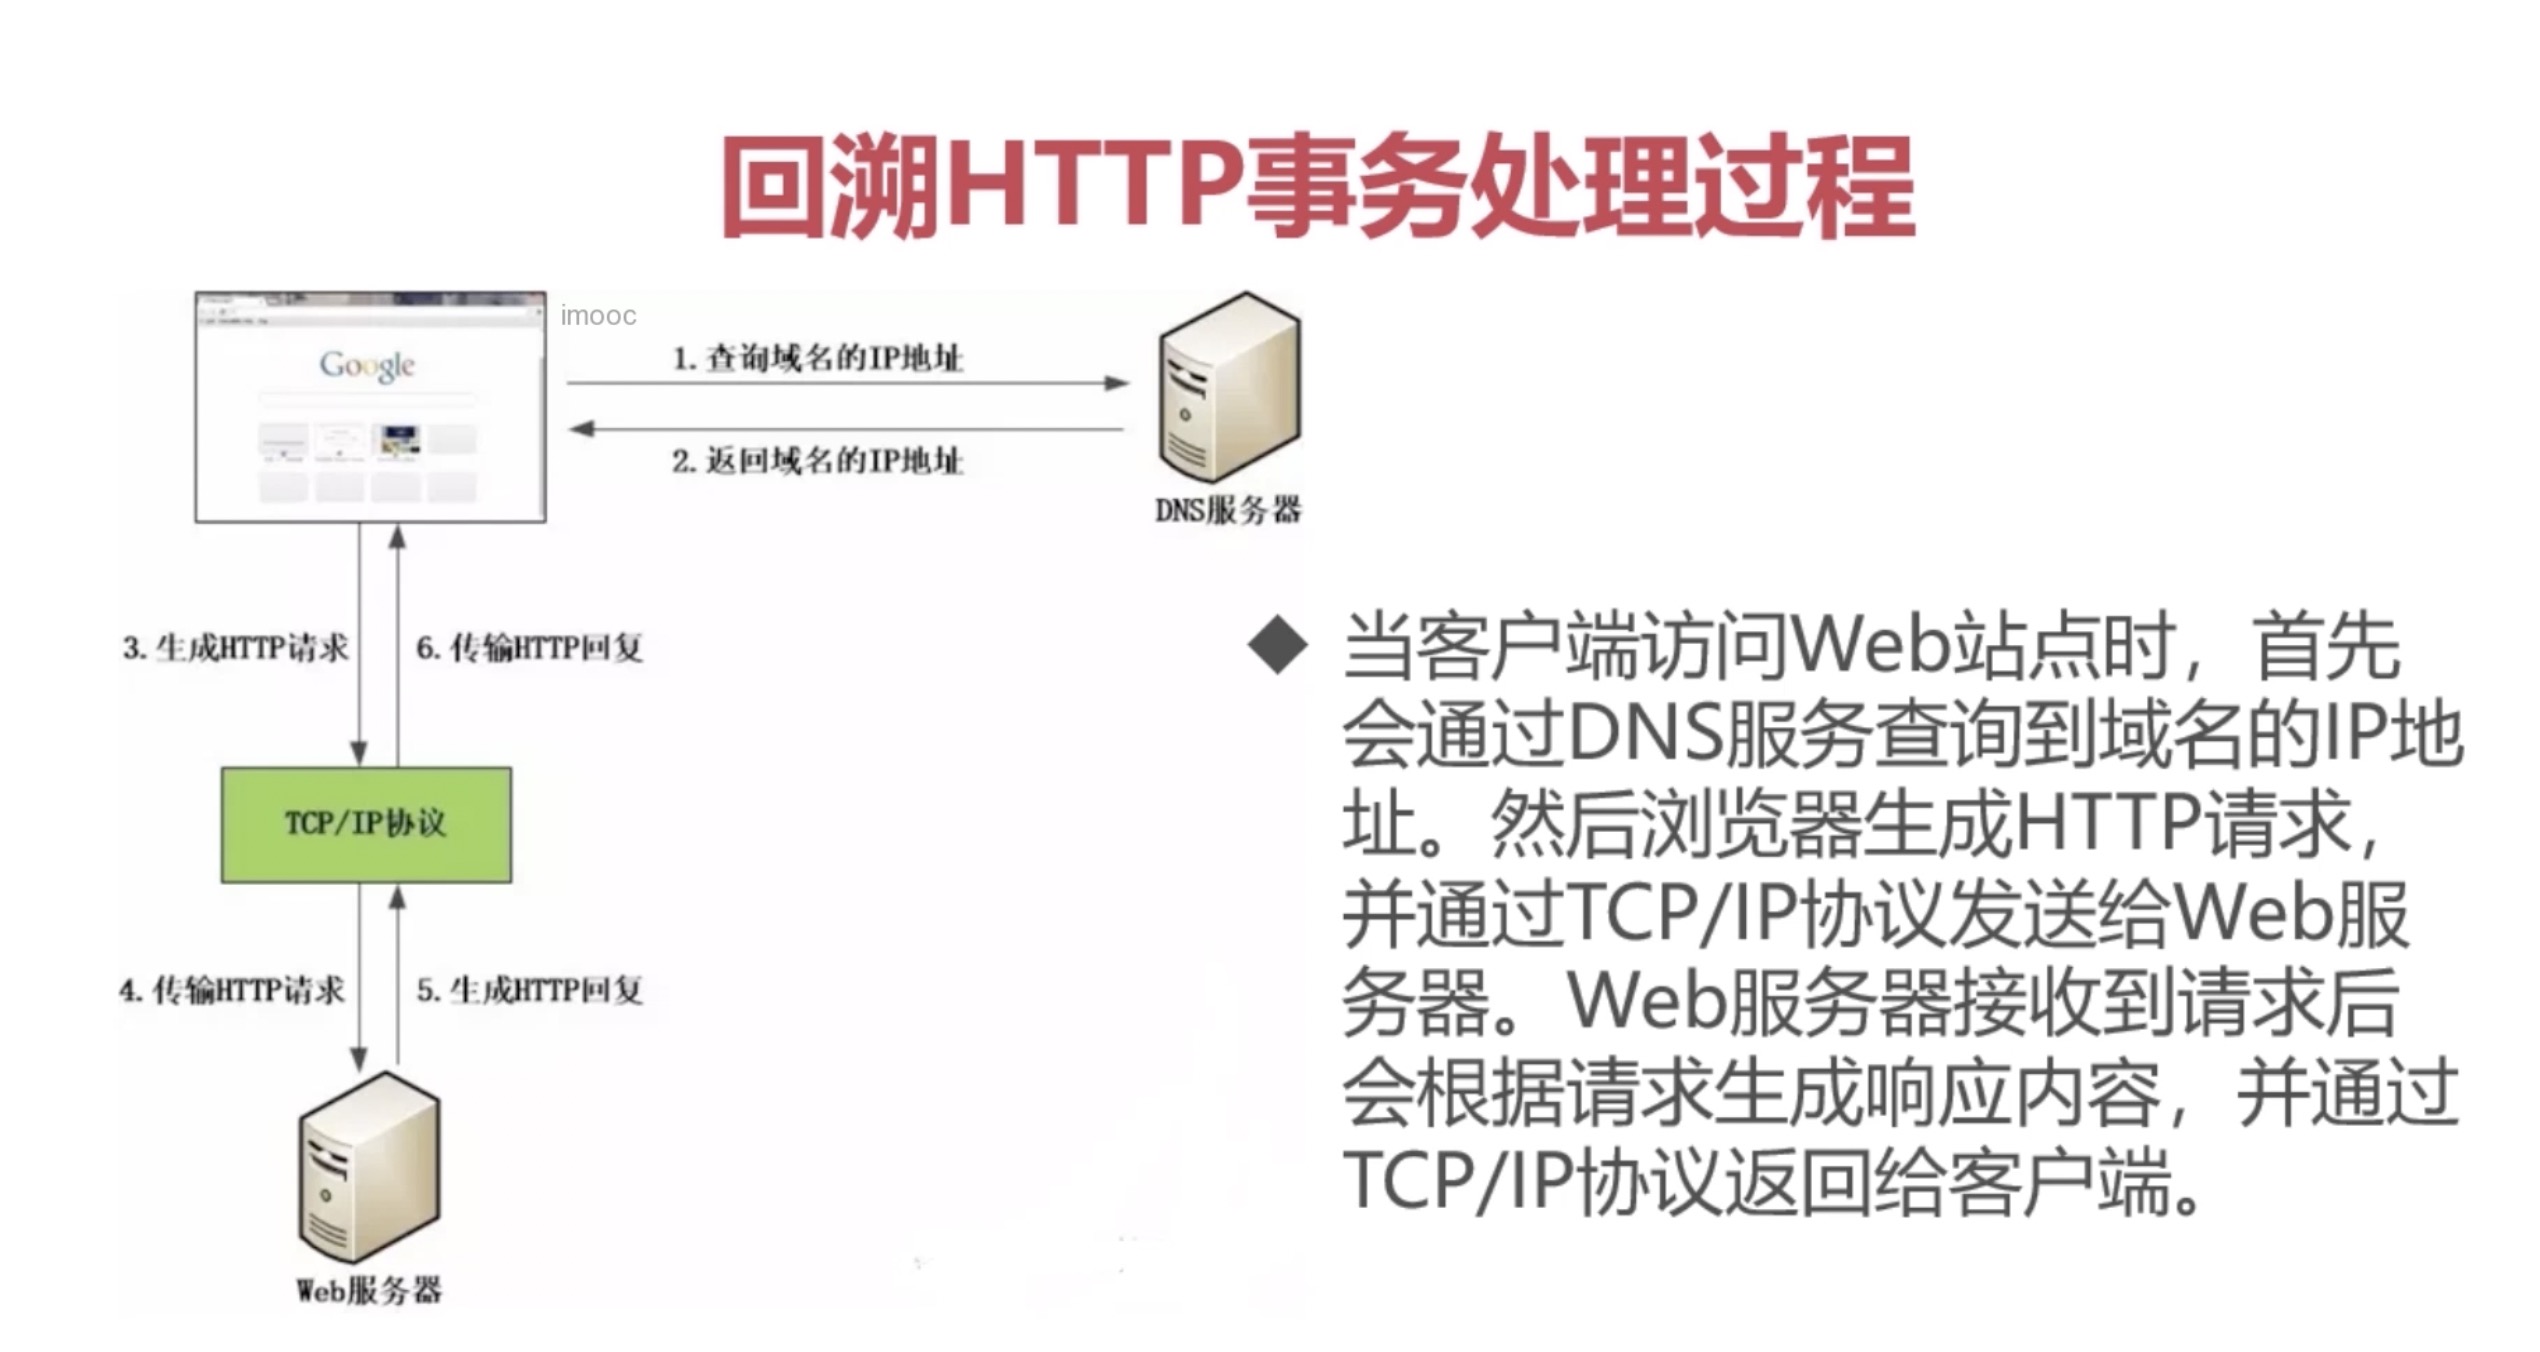 回溯HTTP事务处理过程
imooc
Google
1. 查询域名的IP地址
2. 返回域名的IP地址
DNS服务器
3. 生成HTTP请求
6. 传输HTTP回复
TCP/IP协议
4. 传输HTTP请求
5. 生成HTTP回复
Web服务器
◆ 当客户端访问Web站点时，首先
会通过DNS服务查询到域名的IP地
址。然后浏览器生成HTTP请求，
并通过TCP/IP协议发送给Web服
务器。Web服务器接收到请求后
会根据请求生成响应内容，并通过
TCP/IP协议返回给客户端。